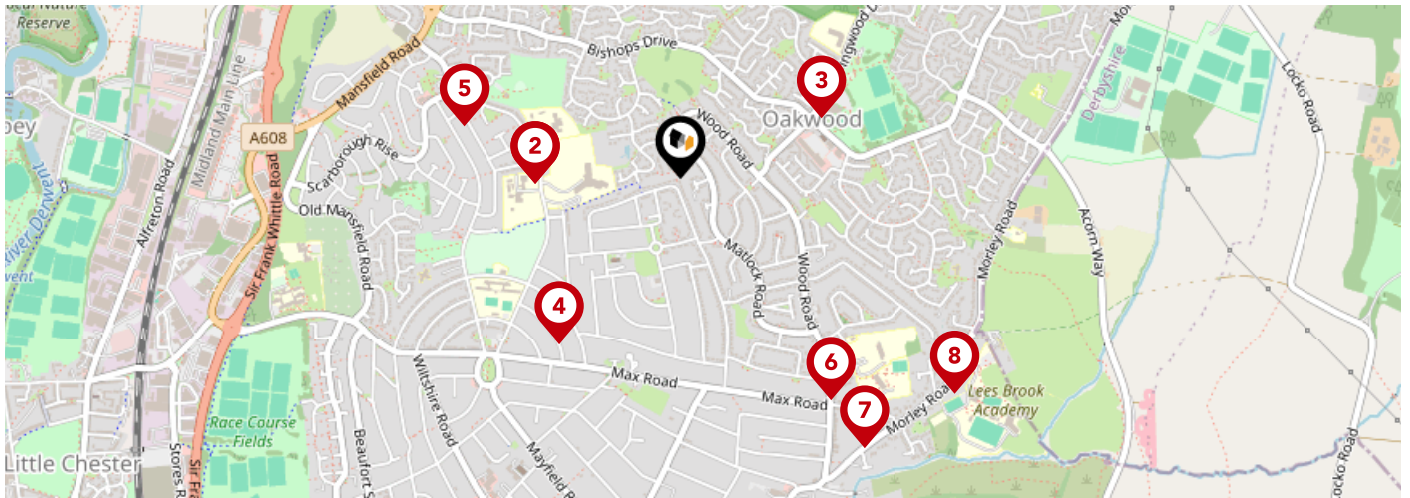 Reserve
Mansfield Road
Bishops Drive
Derbyshire
Locko Road
5
3
Oakwood
A608
Midland Main Line
2
Wood Road
Scarborough Rise
Alfreton Road
River Derwent
Old Mansfield Road
Sir Frank Whittle Road
Matlock Road
Wood Road
Morley Road
Acorn Way
4
6
8
Max Road
Max Road
7
Morley Road
Lees Brook
Academy
Wiltshire Road
Race Course
Fields
Little Chester
Stores R
Sir F
Beaufort S
Mayfield R
Locko Road